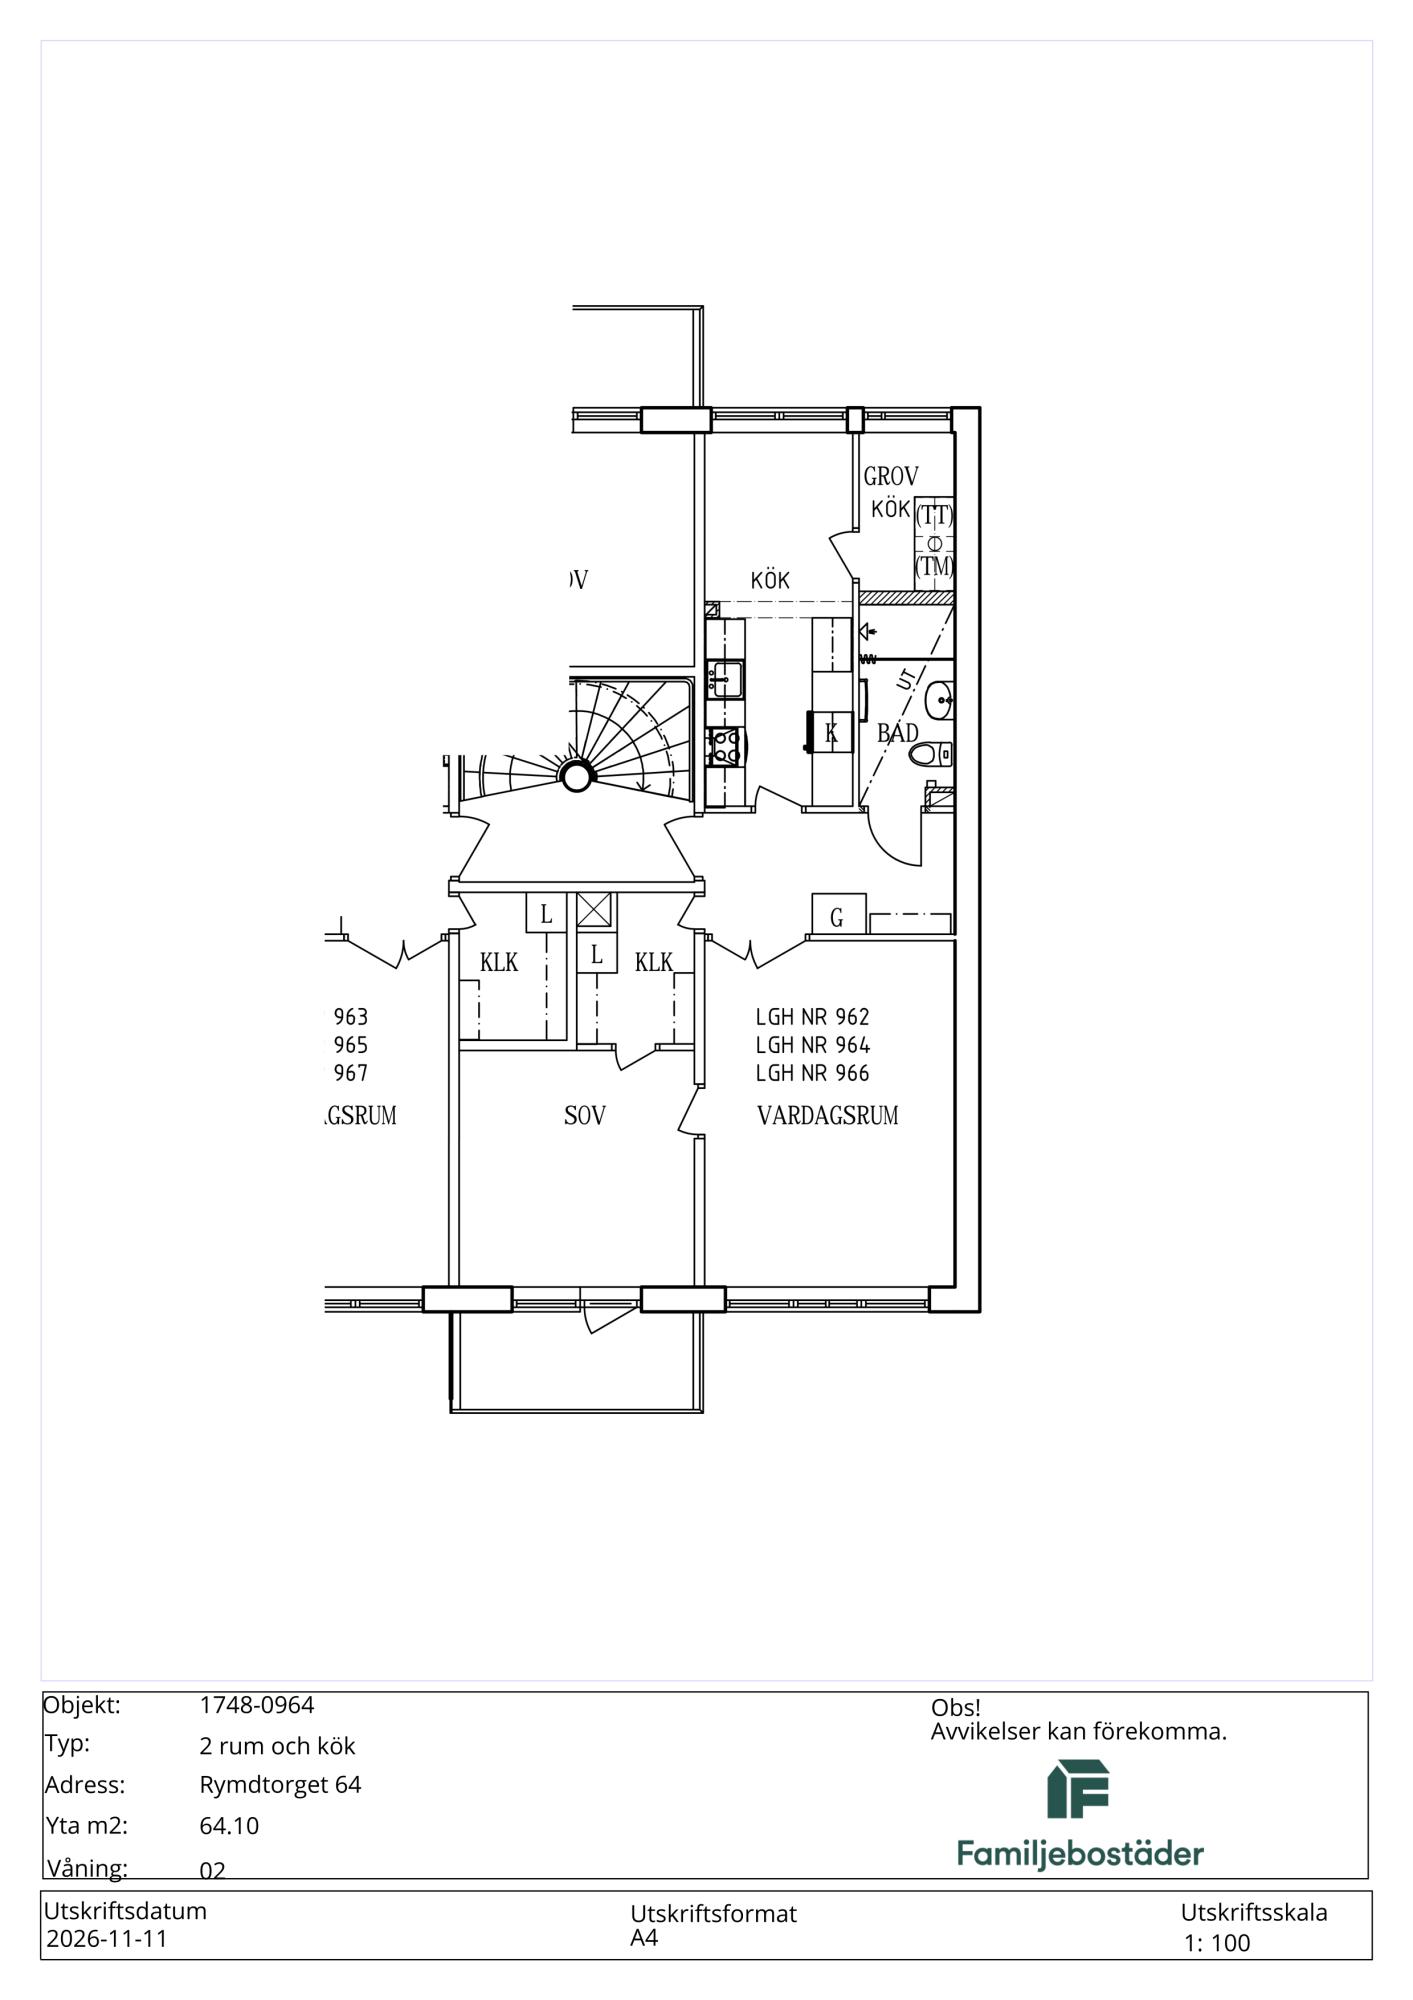 GROV
KÖK
(TT)
(TM)
KÖK
UT
K
BAD
L
G
L
KLK
KLK
963
965
967
LGH NR 962
LGH NR 964
LGH NR 966
SOV
VARDAGSRUM
Objekt: 1748-0964
Typ: 2 rum och kök
Adress: Rymdtorget 64
Yta m2: 64.10
Våning: 02
Obs!
Avvikelser kan förekomma.
Familjebostäder
Utskriftsdatum
2026-11-11
Utskriftsformat
A4
Utskriftsskala
1: 100